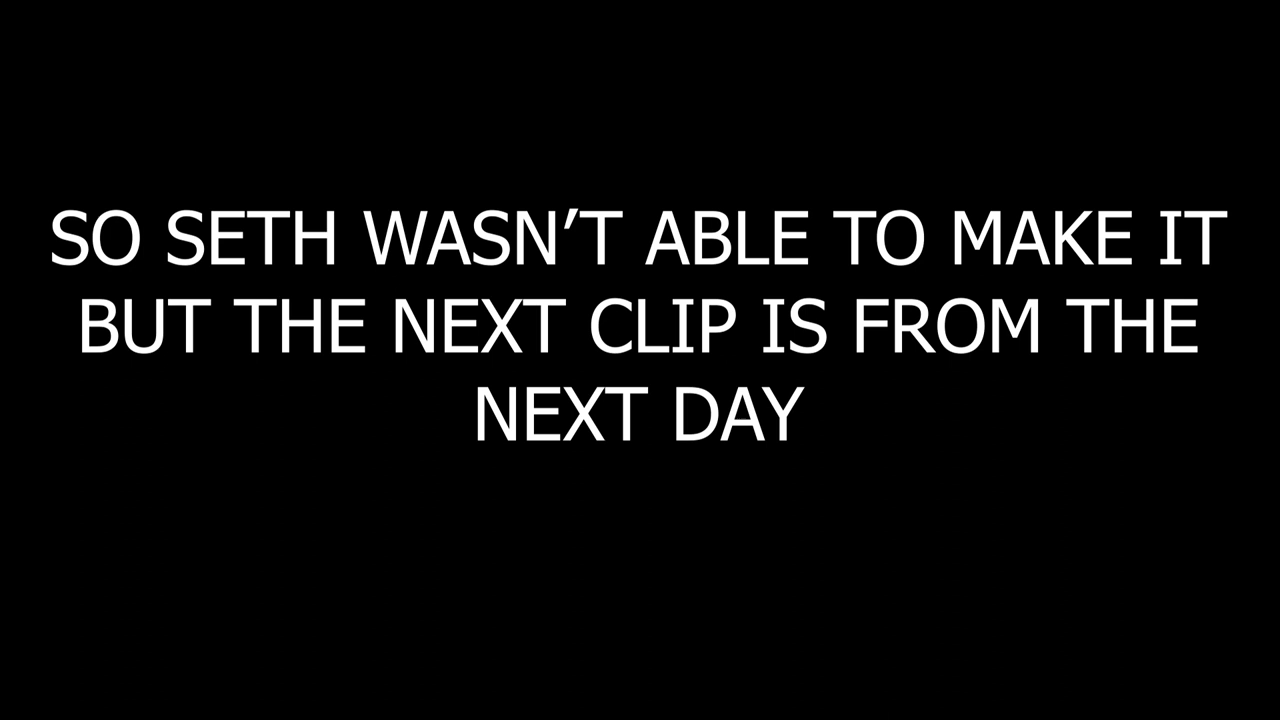 SO SETH WASN’T ABLE TO MAKE IT
BUT THE NEXT CLIP IS FROM THE
NEXT DAY